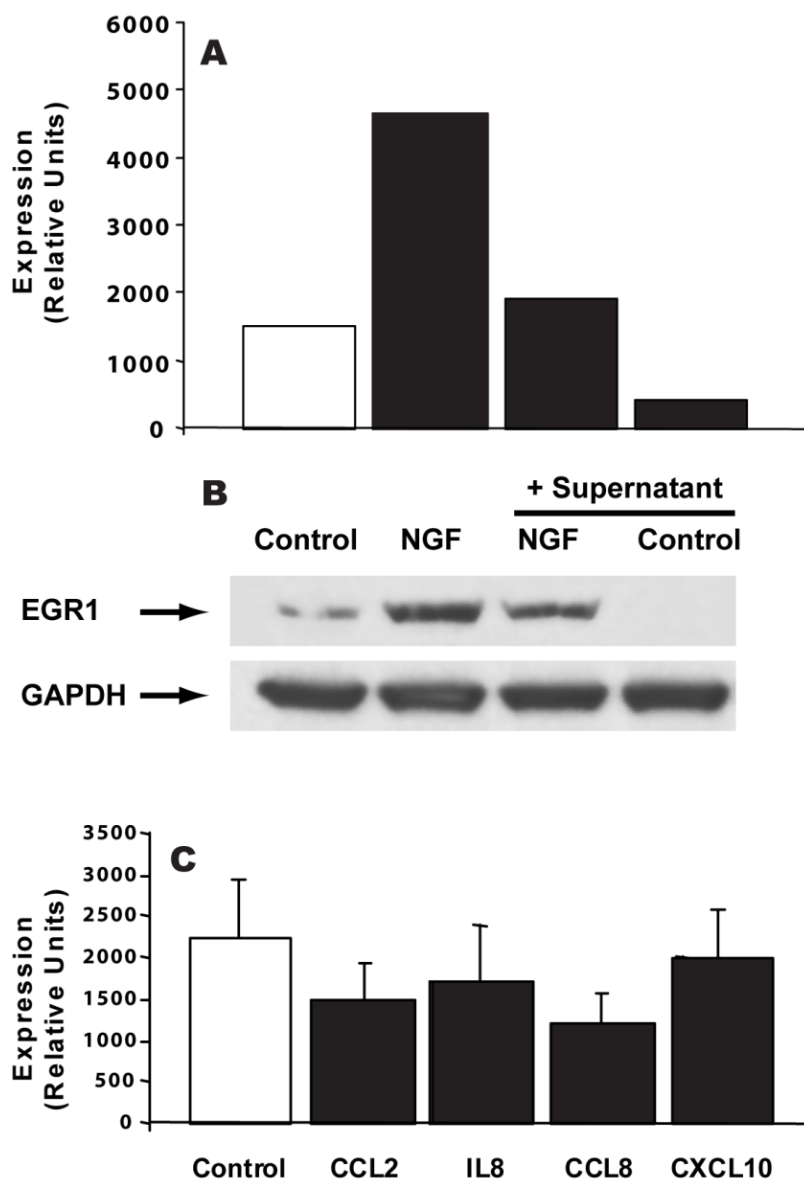 A
Expression
(Relative Units)
6000
5000
4000
3000
2000
1000
0
B
+ Supernatant
Control NGF NGF Control
EGR1
GAPDH
C
Expression
(Relative Units)
3500
3000
2500
2000
1500
1000
500
0
Control CCL2 IL8 CCL8 CXCL10